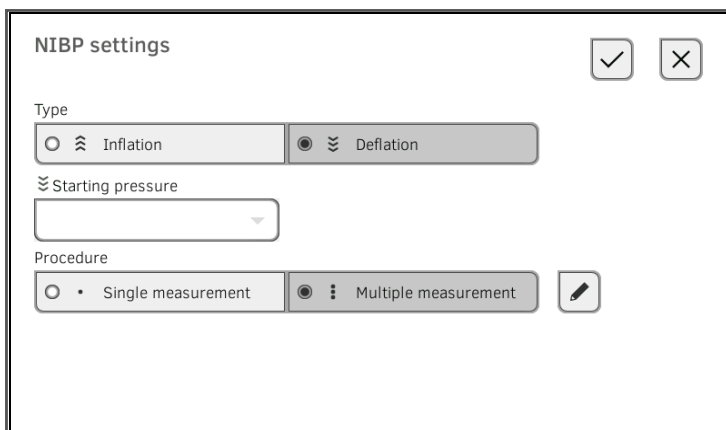 NIBP settings
Type
Inflation
Deflation
Starting pressure
Procedure
Single measurement
Multiple measurement